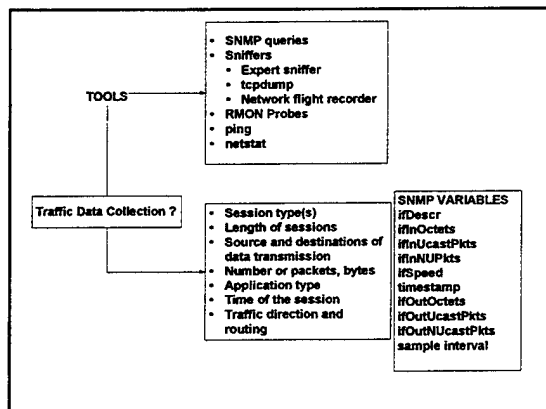 • SNMP queries
• Sniffers
• Expert sniffer
• tcpdump
• Network flight recorder
• RMON Probes
• ping
• netstat
TOOLS
Traffic Data Collection ?
• Session type(s)
• Length of sessions
• Source and destinations of
data transmission
• Number or packets, bytes
• Application type
• Time of the session
• Traffic direction and
routing
SNMP VARIABLES
ifDescr
ifInOctets
ifInUcastPkts
ifInNUPkts
ifSpeed
timestamp
ifOutOctets
ifOutUcastPkts
ifOutNUcastPkts
sample interval